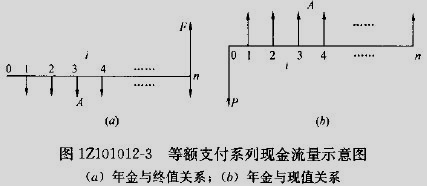 F
A
i
0 1 2 3 4 …… n
……
A
(a)
……
0 1 2 3 4 …… n
i
P
(b)
图 1Z101012-3 等额支付系列现金流量示意图
(a) 年金与终值关系；(b) 年金与现值关系